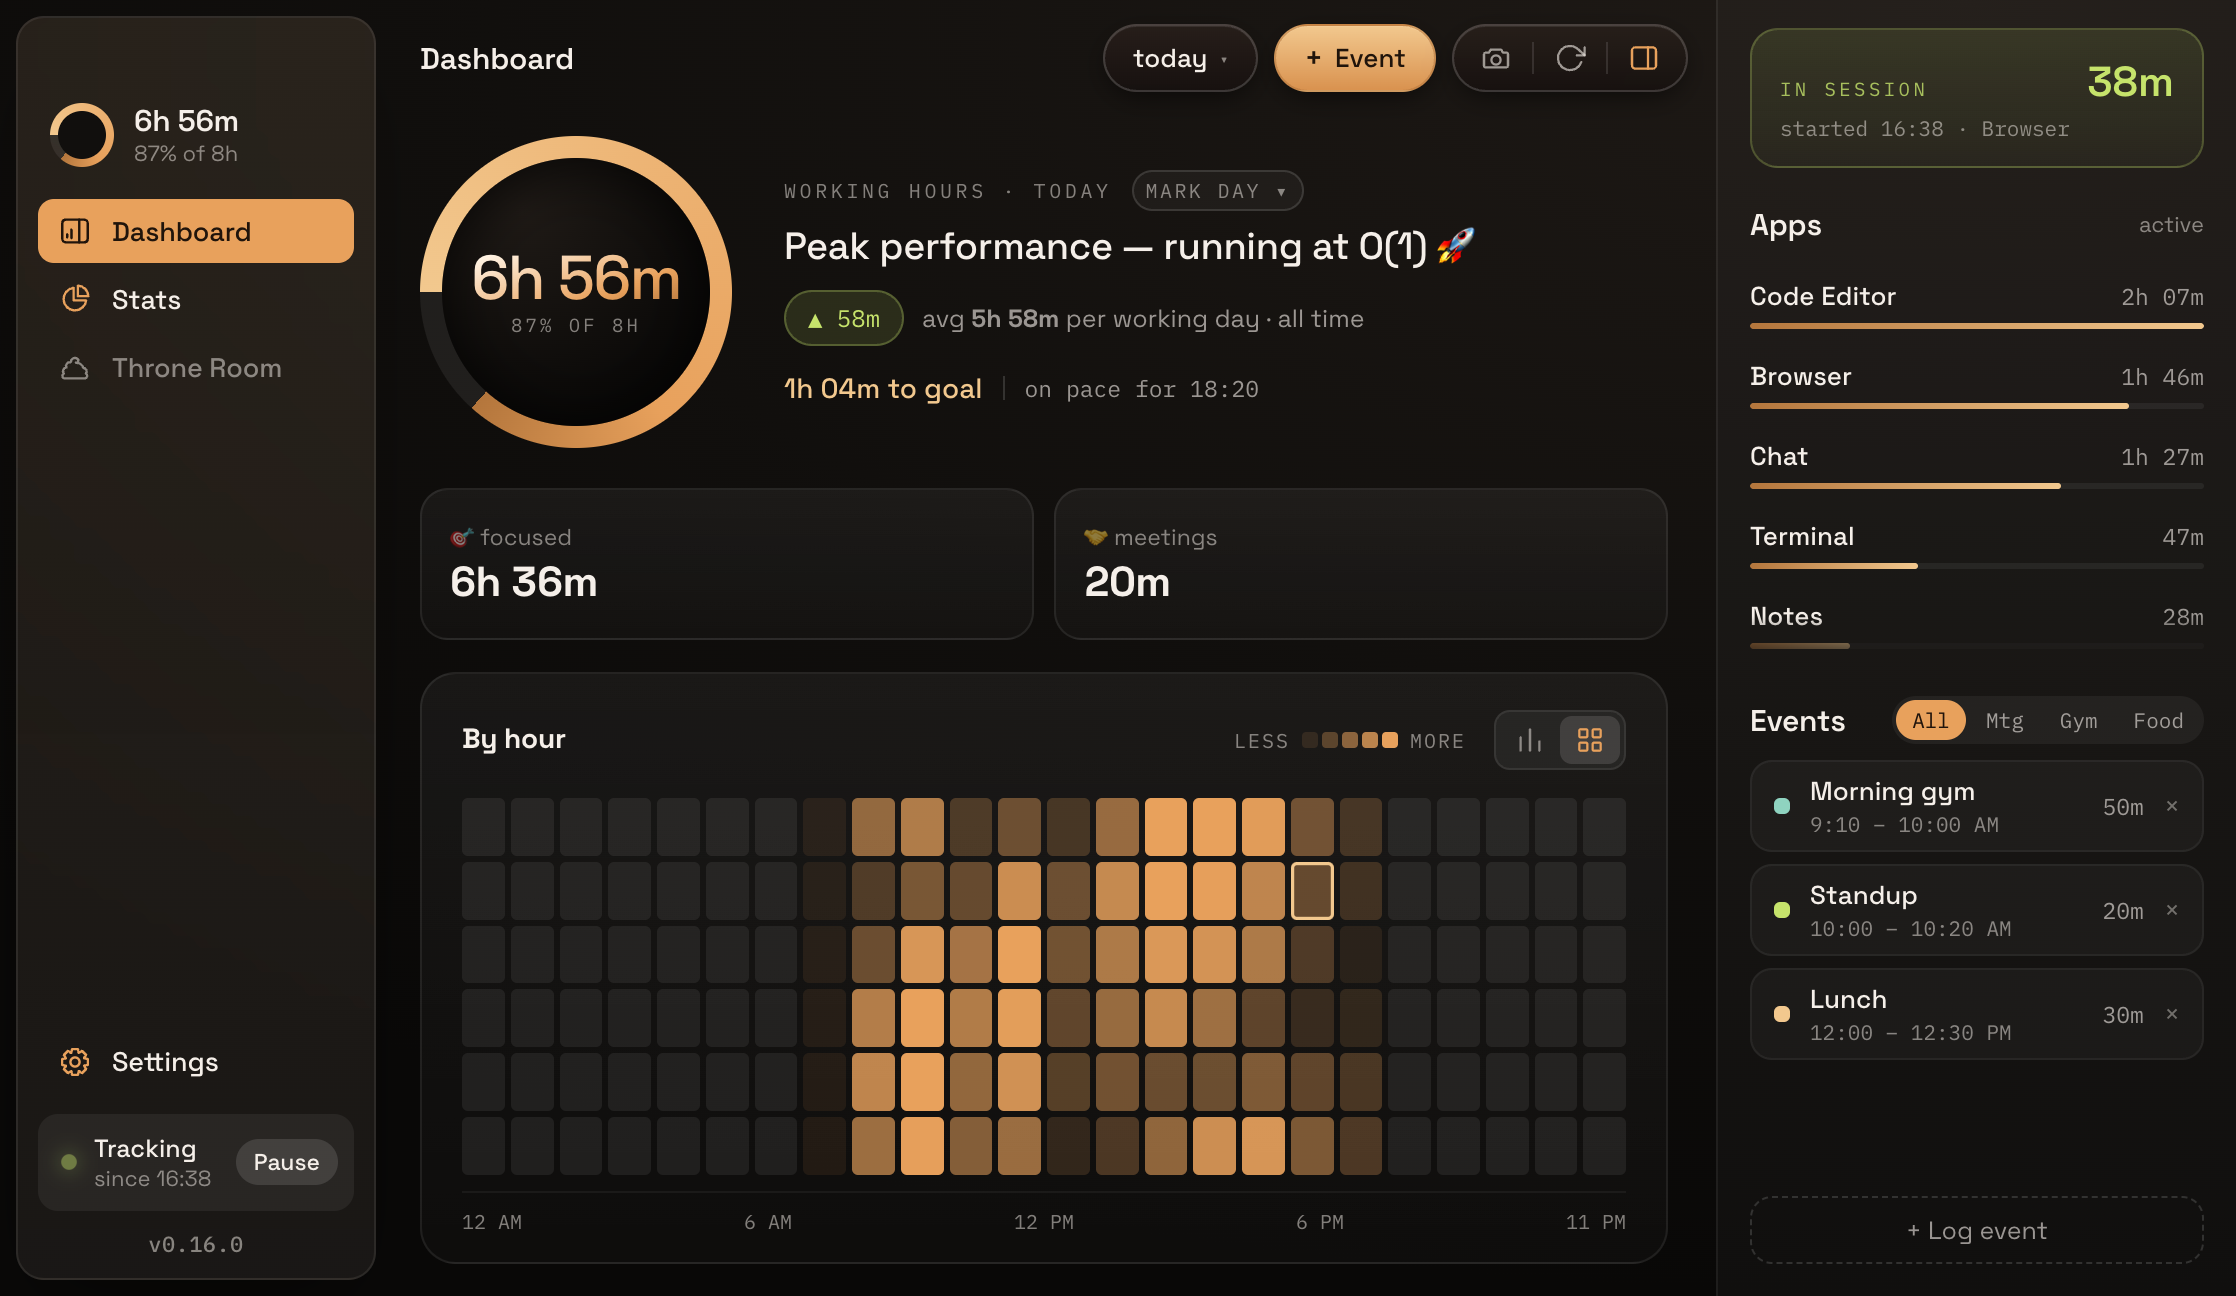 6h 56m
87% of 8h
Dashboard
Stats
Throne Room
Settings
Tracking
since 16:38
Pause
v0.16.0
Dashboard
today ▾
+ Event
6h 56m
87% OF 8H
WORKING HOURS · TODAY
MARK DAY ▾
Peak performance — running at O(1) 🚀
▲ 58m
avg 5h 58m per working day · all time
1h 04m to goal
on pace for 18:20
🎯 focused
6h 36m
🤝 meetings
20m
By hour
LESS
MORE
12 AM
6 AM
12 PM
6 PM
11 PM
IN SESSION
38m
started 16:38 · Browser
Apps
active
Code Editor
2h 07m
Browser
1h 46m
Chat
1h 27m
Terminal
47m
Notes
28m
Events
All
Mtg
Gym
Food
Morning gym
9:10 – 10:00 AM
50m ×
Standup
10:00 – 10:20 AM
20m ×
Lunch
12:00 – 12:30 PM
30m ×
+ Log event